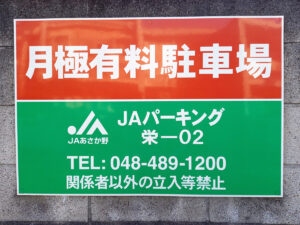 月極有料駐車場
JAパーキング
栄ー02
JAあさか野
TEL: 048-489-1200
関係者以外の立入等禁止